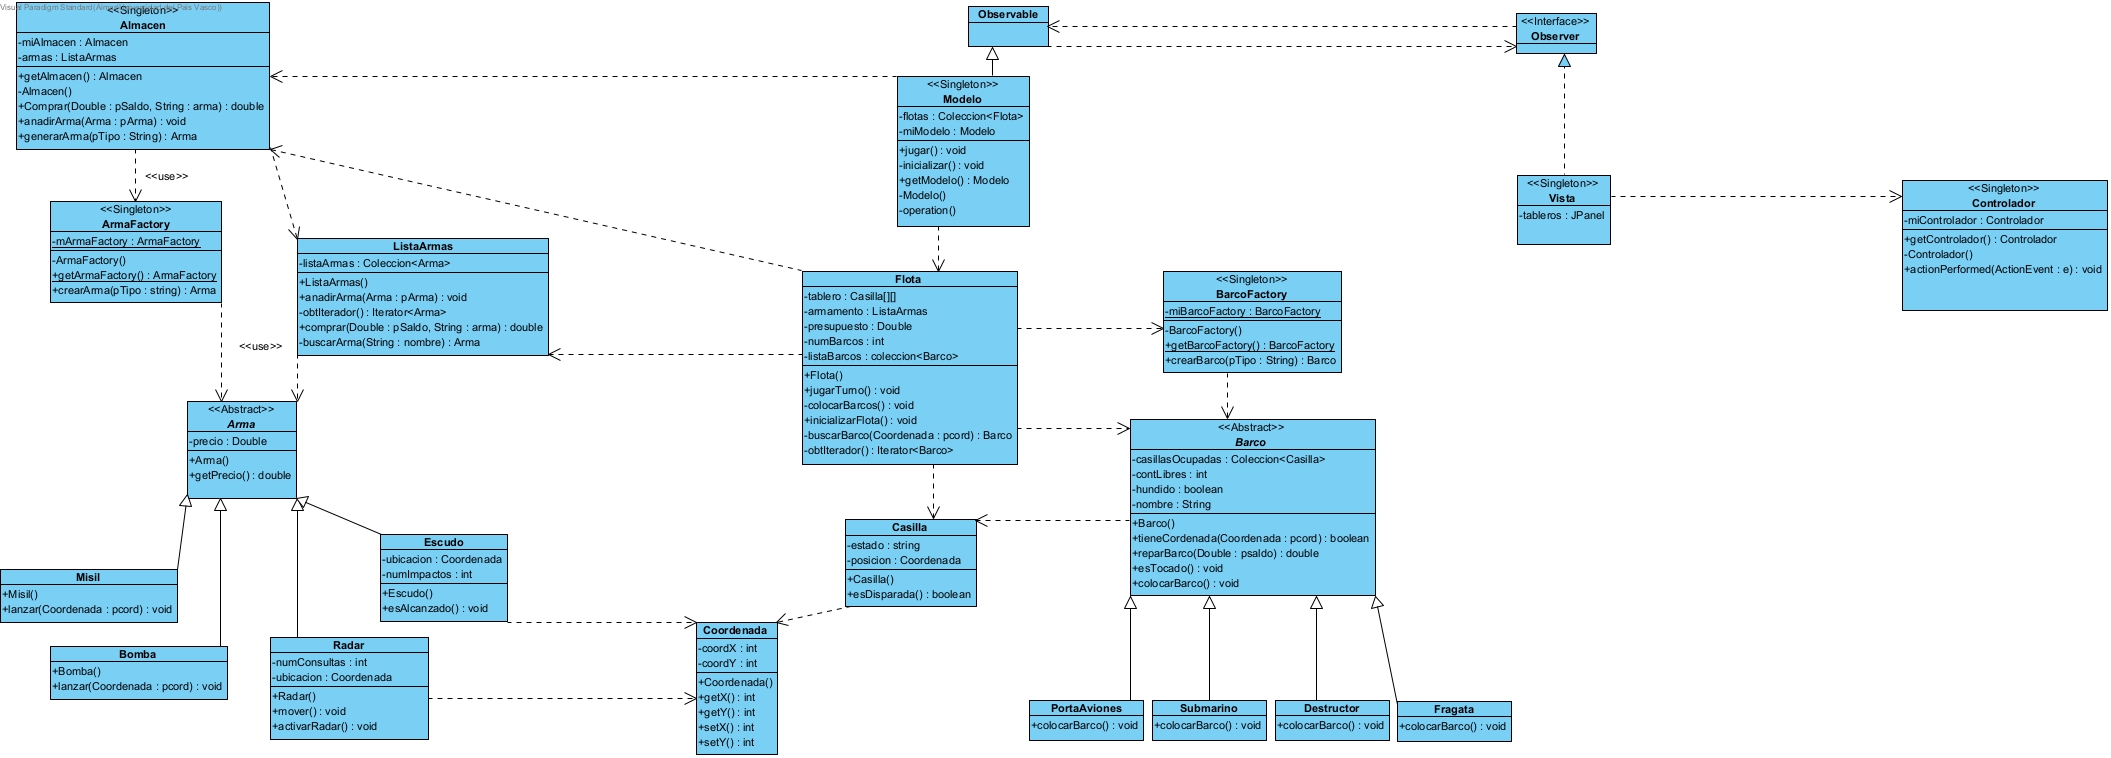 Visual Paradigm Standard(Aimar(Universidad del Pais Vasco))
<<Singleton>>
Almacen
-miAlmacen : Almacen
-armas : ListaArmas
+getAlmacen() : Almacen
-Almacen()
+Comprar(Double : pSaldo, String : arma) : double
+anadirArma(Arma : pArma) : void
+generarArma(pTipo : String) : Arma
Observable
<<Interface>>
Observer
<<Singleton>>
Modelo
-flotas : Coleccion<Flota>
-miModelo : Modelo
+jugar() : void
-inicializar() : void
+getModelo() : Modelo
-Modelo()
-operation()
<<Singleton>>
Vista
-tableros : JPanel
<<Singleton>>
Controlador
-miControlador : Controlador
+getControlador() : Controlador
-Controlador()
+actionPerformed(ActionEvent : e) : void
<<use>>
<<Singleton>>
ArmaFactory
-mArmaFactory : ArmaFactory
-ArmaFactory()
+getArmaFactory() : ArmaFactory
+crearArma(pTipo : string) : Arma
ListaArmas
-listaArmas : Coleccion<Arma>
+ListaArmas()
+anadirArma(Arma : pArma) : void
-obtIterador() : Iterator<Arma>
+comprar(Double : pSaldo, String : arma) : double
-buscarArma(String : nombre) : Arma
<<use>>
Flota
-tablero : Casilla[][]
-armamento : ListaArmas
-presupuesto : Double
-numBarcos : int
-listaBarcos : coleccion<Barco>
+Flota()
+jugarTurno() : void
-colocarBarcos() : void
+inicializarFlota() : void
-buscarBarco(Coordenada : pcord) : Barco
-obtIterador() : Iterator<Barco>
<<Singleton>>
BarcoFactory
-miBarcoFactory : BarcoFactory
-BarcoFactory()
+getBarcoFactory() : BarcoFactory
+crearBarco(pTipo : String) : Barco
<<Abstract>>
Arma
-precio : Double
+Arma()
+getPrecio() : double
<<Abstract>>
Barco
-casillasOcupadas : Coleccion<Casilla>
-contLibres : int
-hundido : boolean
-nombre : String
+Barco()
+tieneCordenada(Coordenada : pcord) : boolean
+reparBarco(Double : psaldo) : double
+esTocado() : void
+colocarBarco() : void
Casilla
-estado : string
-posicion : Coordenada
+Casilla()
+esDisparada() : boolean
Escudo
-ubicacion : Coordenada
-numImpactos : int
+Escudo()
+esAlcanzado() : void
Misil
+Misil()
+lanzar(Coordenada : pcord) : void
Bomba
+Bomba()
+lanzar(Coordenada : pcord) : void
Radar
-numConsultas : int
-ubicacion : Coordenada
+Radar()
+mover() : void
+activarRadar() : void
Coordenada
-coordX : int
-coordY : int
+Coordenada()
+getX() : int
+getY() : int
+setX() : int
+setY() : int
PortaAviones
+colocarBarco() : void
Submarino
+colocarBarco() : void
Destructor
+colocarBarco() : void
Fragata
+colocarBarco() : void